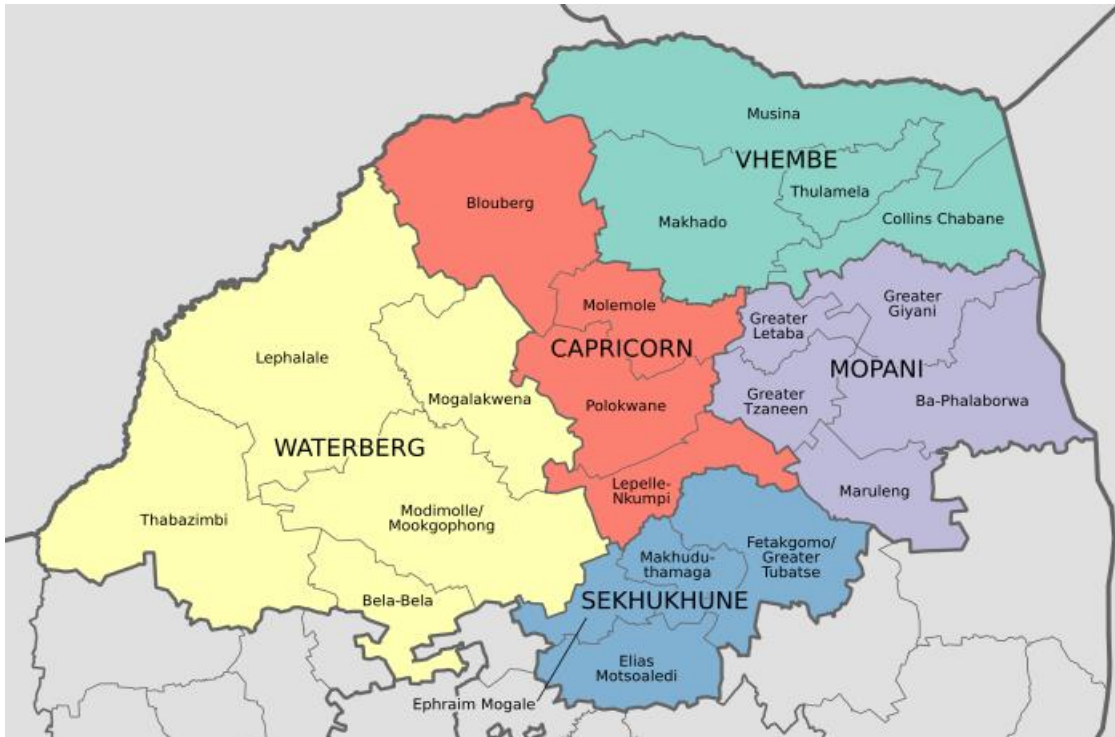 Musina
VHEMBE
Thulamela
Blouberg
Makhado
Collins Chabane
Molemole
Greater
Letaba
Greater
Giyani
CAPRICORN
Lephalale
MOPANI
Mogalakwena
Polokwane
Greater
Tzaneen
Ba-Phalaborwa
WATERBERG
Lepelle-
Nkumpi
Maruleng
Thabazimbi
Modimolle/
Mookgophong
Makhudu-
thamaga
Fetakgomo/
Greater
Tubatse
Bela-Bela
SEKHUKHUNE
Elias
Motsoaledi
Ephraim Mogale